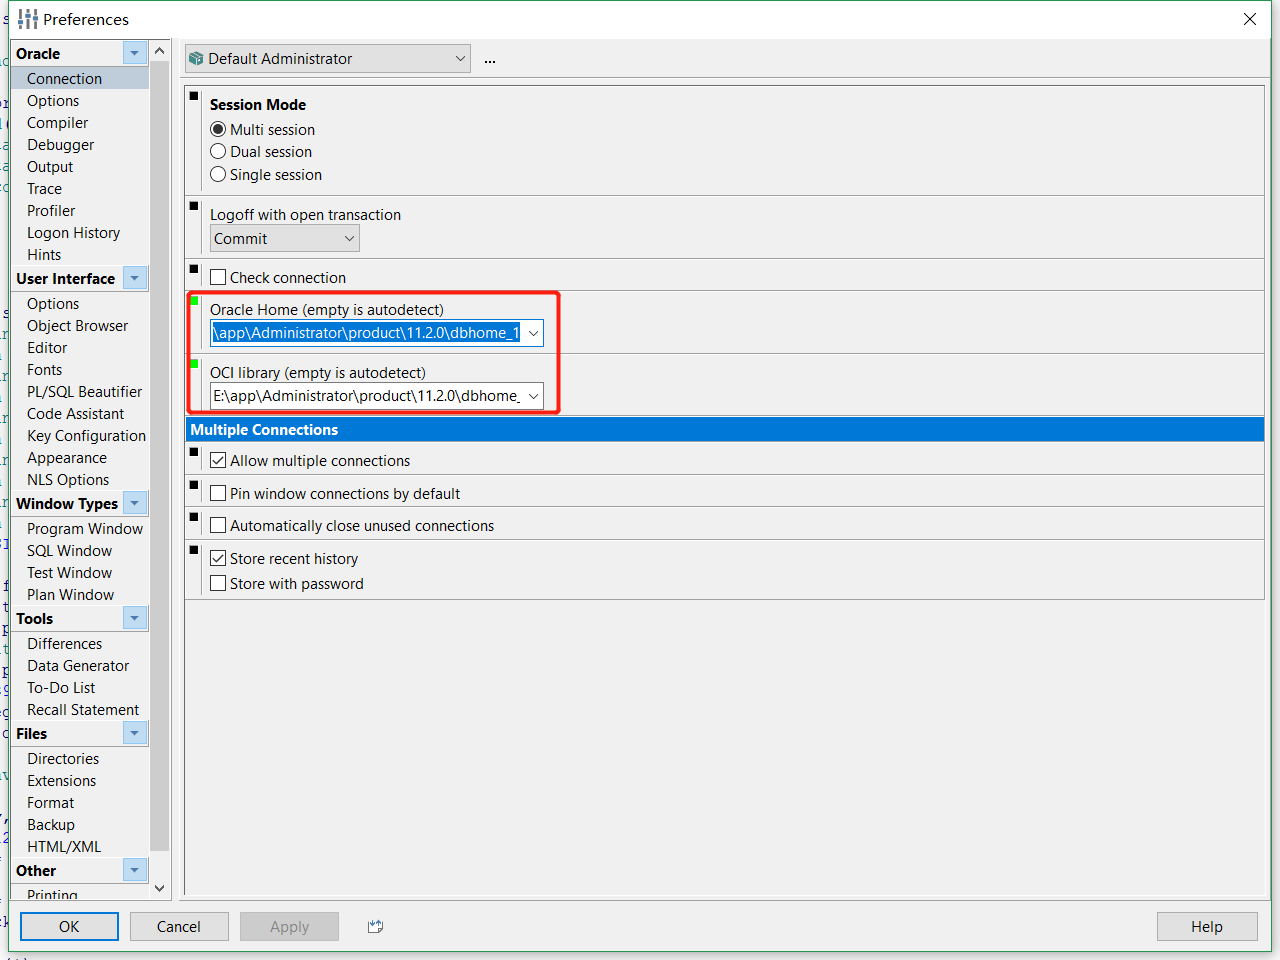 Preferences
Oracle
Connection
Options
Compiler
Debugger
Output
Trace
Profiler
Logon History
Hints
User Interface
Options
Object Browser
Editor
Fonts
PL/SQL Beautifier
Code Assistant
Key Configuration
Appearance
NLS Options
Window Types
Program Window
SQL Window
Test Window
Plan Window
Tools
Differences
Data Generator
To-Do List
Recall Statement
Files
Directories
Extensions
Format
Backup
HTML/XML
Other
Printing
Default Administrator
...
Session Mode
Multi session
Dual session
Single session
Logoff with open transaction
Commit
Check connection
Oracle Home (empty is autodetect)
\app\Administrator\product\11.2.0\dbhome_1
OCI library (empty is autodetect)
E:\app\Administrator\product\11.2.0\dbhome_
Multiple Connections
Allow multiple connections
Pin window connections by default
Automatically close unused connections
Store recent history
Store with password
OK
Cancel
Apply
Help